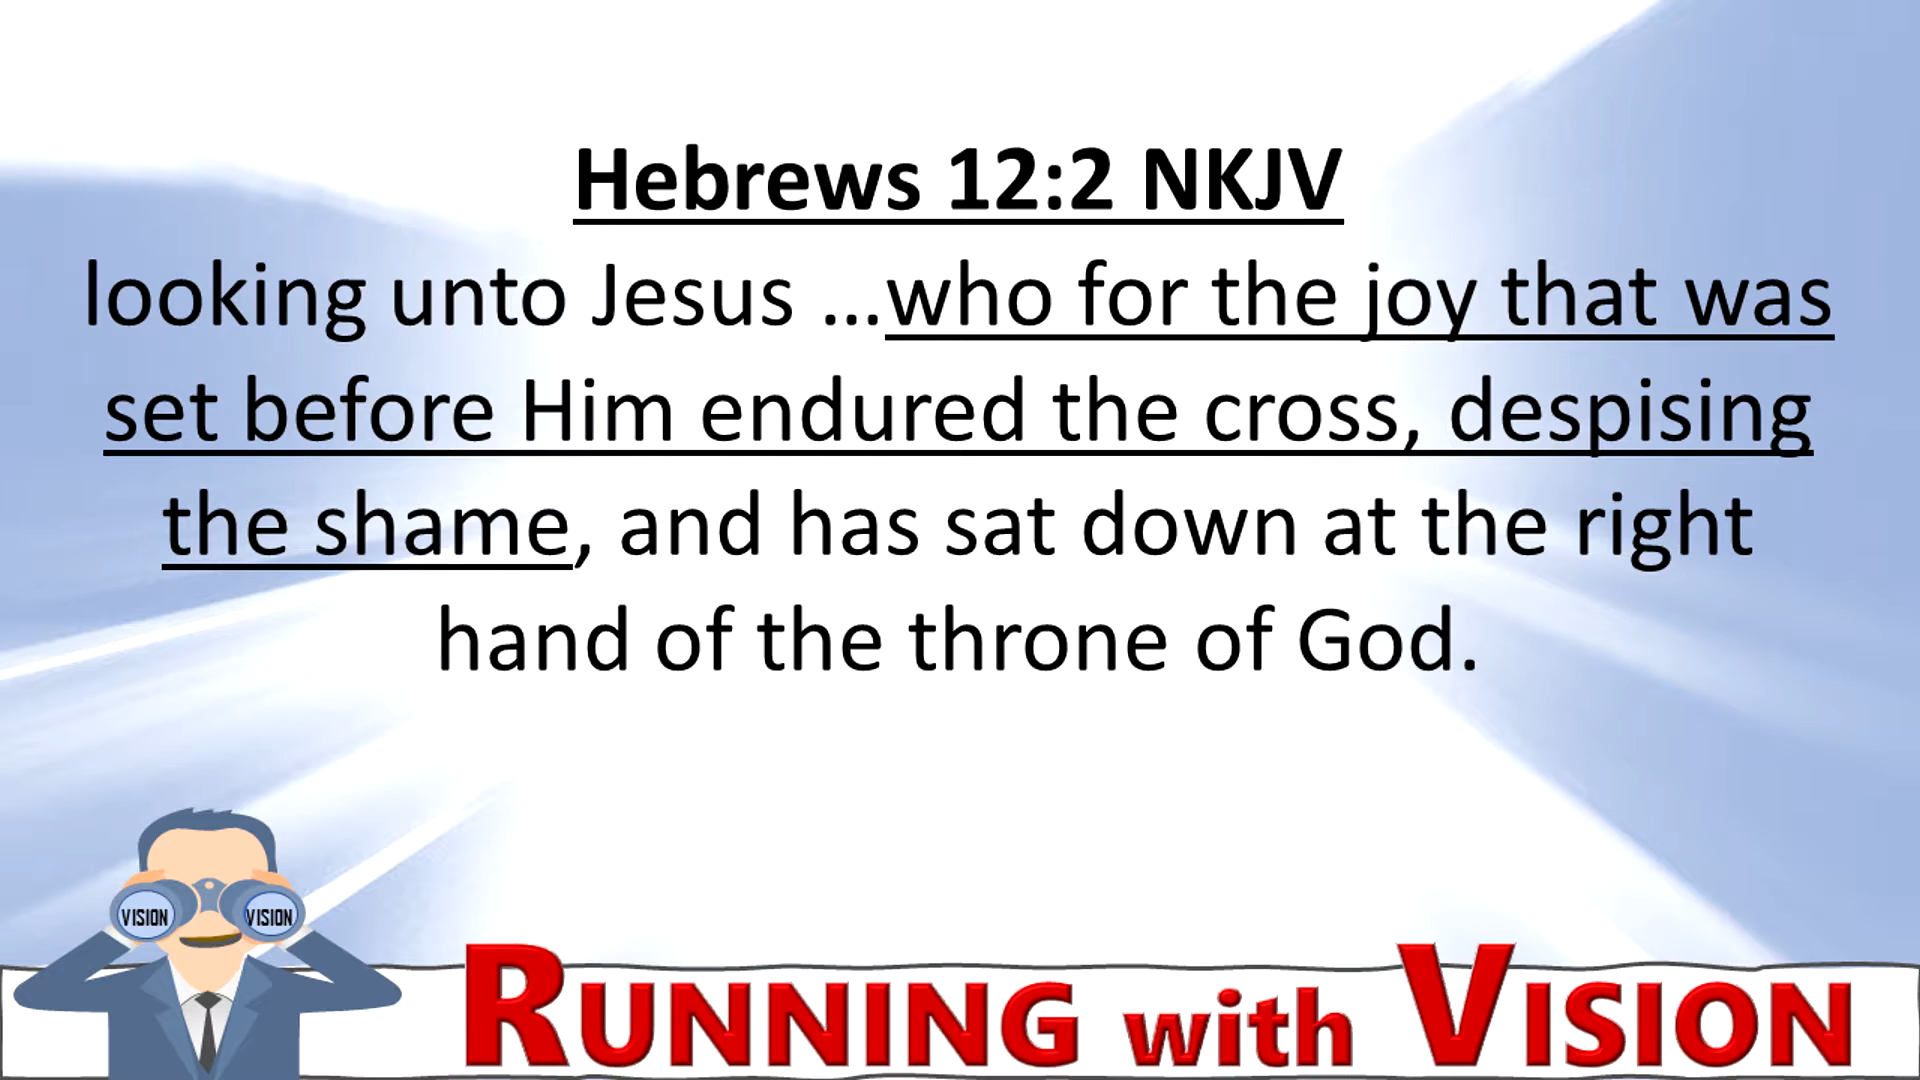 Hebrews 12:2 NKJV
looking unto Jesus ...who for the joy that was
set before Him endured the cross, despising
the shame, and has sat down at the right
hand of the throne of God.
VISION VISION
RUNNING with VISION